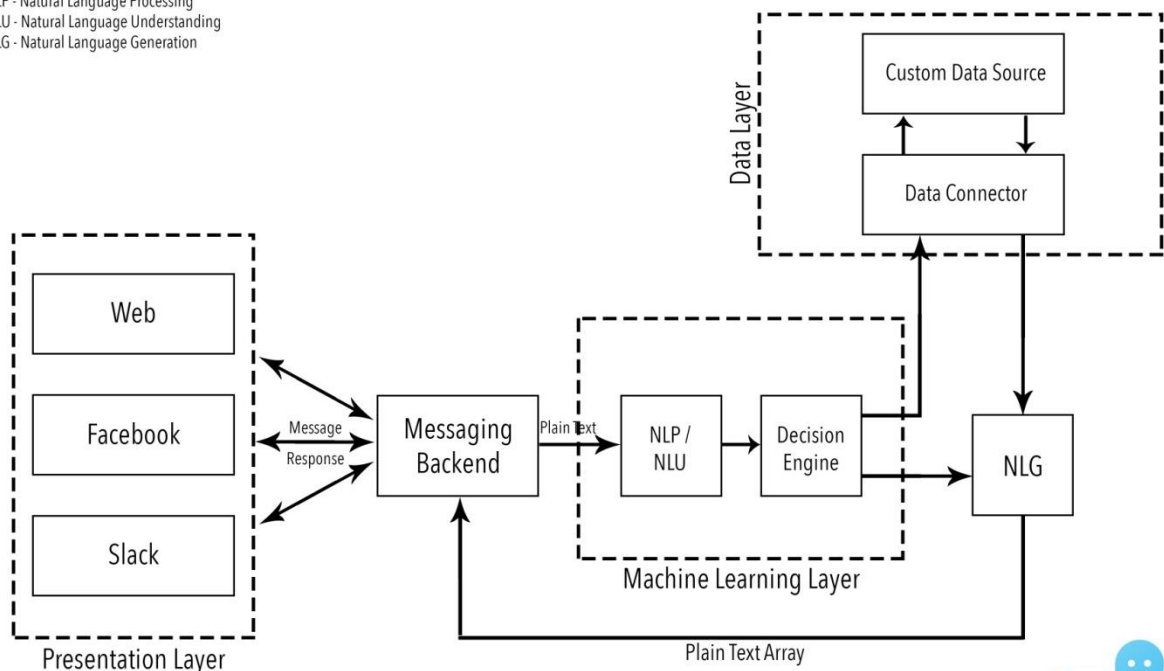 LP - Natural Language Processing
LU - Natural Language Understanding
LG - Natural Language Generation
Data Layer
Custom Data Source
Data Connector
Web
Facebook
Slack
Presentation Layer
Message
Response
Messaging
Backend
Plain Text
NLP /
NLU
Decision
Engine
Machine Learning Layer
NLG
Plain Text Array